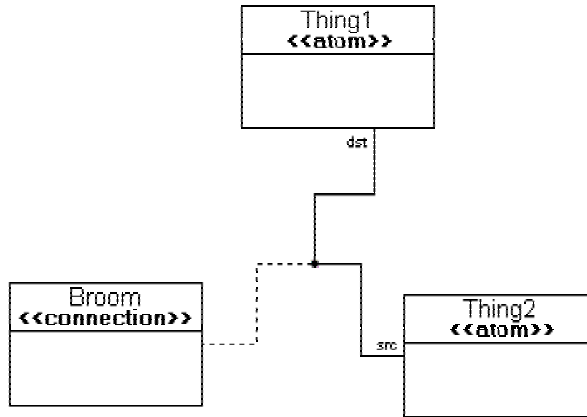 Thing1
<<atom>>
dst
Broom
<<connection>>
Thing2
<<atom>>
src